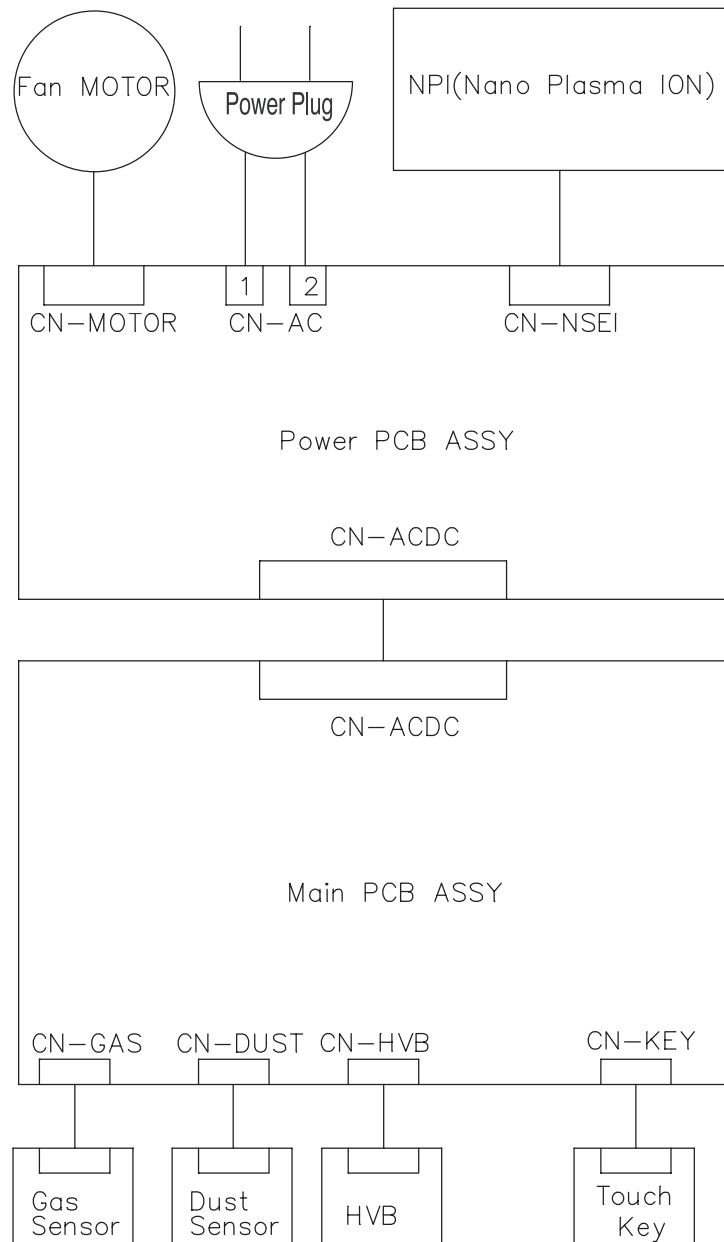 Fan MOTOR
Power Plug
NPI(Nano Plasma ION)
1
2
CN-MOTOR
CN-AC
CN-NSEI
Power PCB ASSY
CN-ACDC
CN-ACDC
Main PCB ASSY
CN-GAS
CN-DUST
CN-HVB
CN-KEY
Gas
Sensor
Dust
Sensor
HVB
Touch
Key